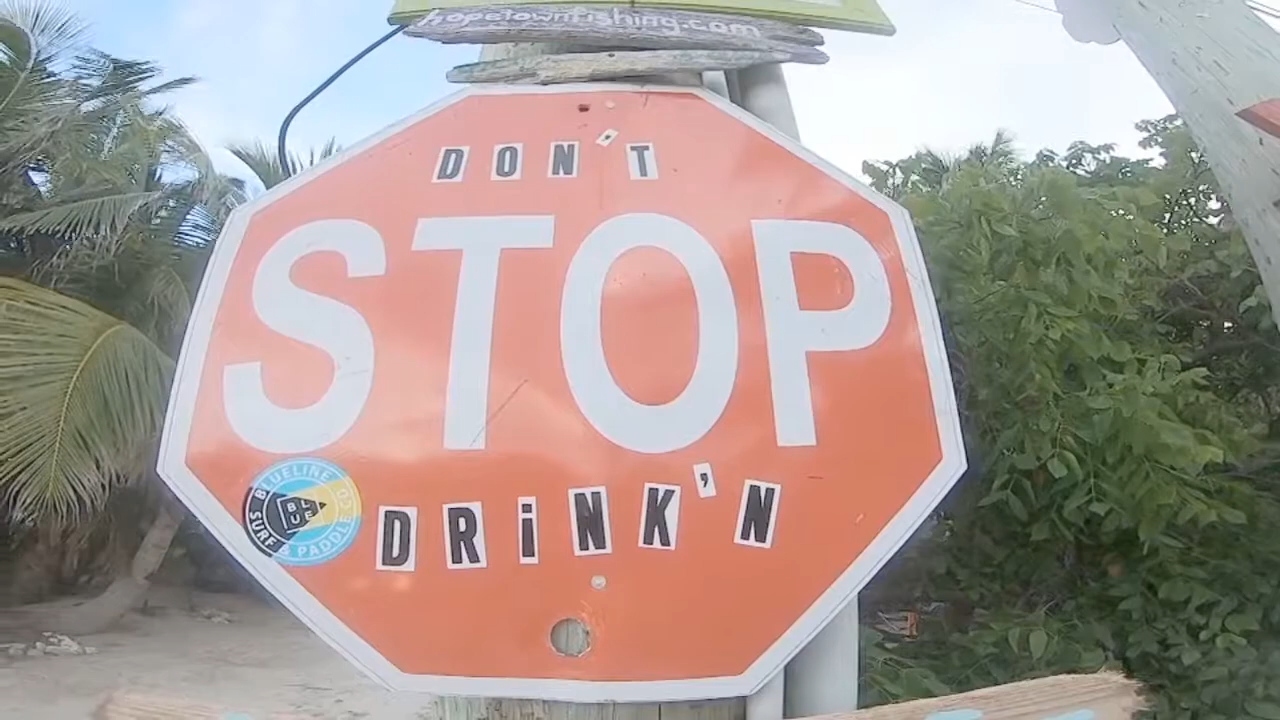 hopetownfishing.com
DON'T
STOP
DRiNK'N
BLUELINE
SURF & PADDLE CO.
BLUE